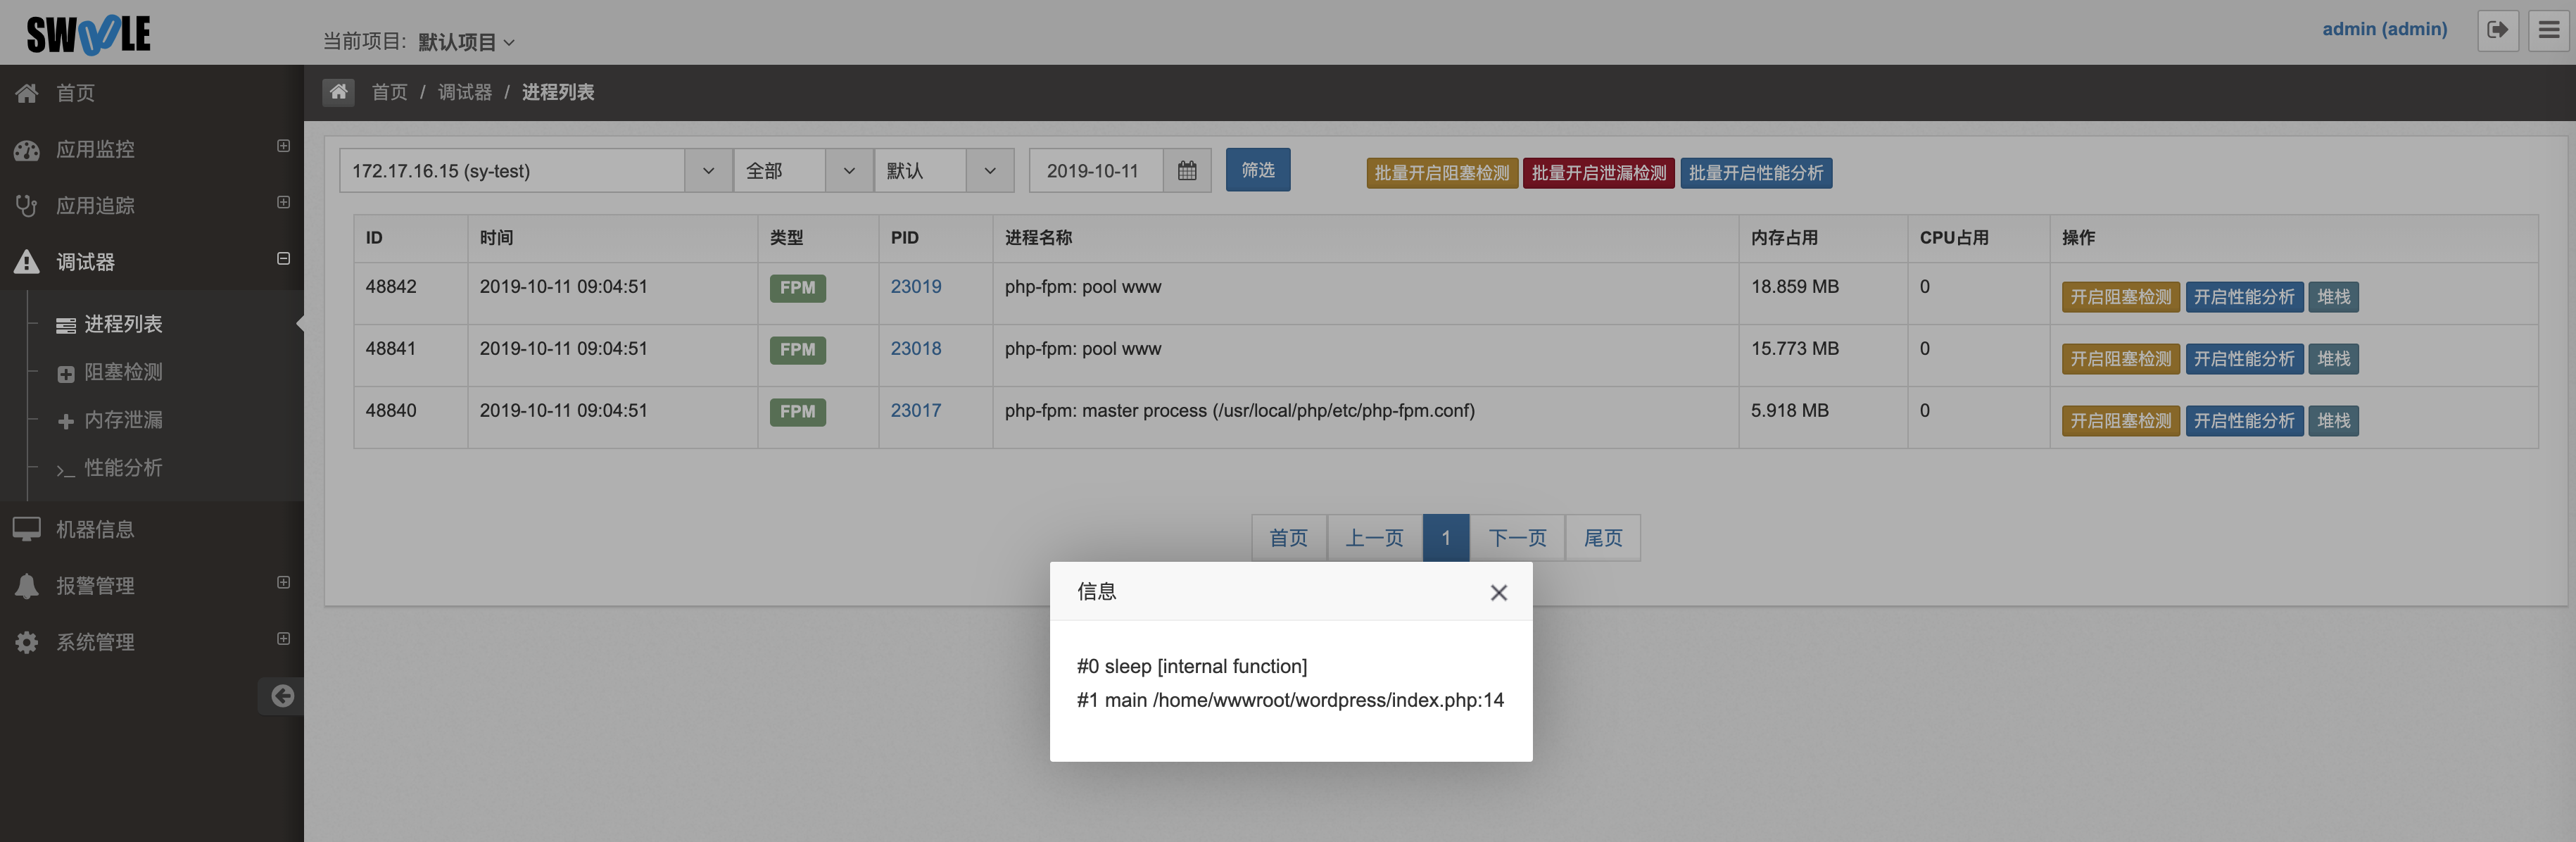 SWOOLE
当前项目: 默认项目
admin (admin)
首页
应用监控
应用追踪
调试器
进程列表
阻塞检测
内存泄漏
性能分析
机器信息
报警管理
系统管理
首页 / 调试器 / 进程列表
172.17.16.15 (sy-test) 全部 默认 2019-10-11 筛选 批量开启阻塞检测 批量开启泄漏检测 批量开启性能分析
ID 时间 类型 PID 进程名称 内存占用 CPU占用 操作
48842 2019-10-11 09:04:51 FPM 23019 php-fpm: pool www 18.859 MB 0 开启阻塞检测 开启性能分析 堆栈
48841 2019-10-11 09:04:51 FPM 23018 php-fpm: pool www 15.773 MB 0 开启阻塞检测 开启性能分析 堆栈
48840 2019-10-11 09:04:51 FPM 23017 php-fpm: master process (/usr/local/php/etc/php-fpm.conf) 5.918 MB 0 开启阻塞检测 开启性能分析 堆栈
首页 上一页 1 下一页 尾页
信息
#0 sleep [internal function]
#1 main /home/wwwroot/wordpress/index.php:14